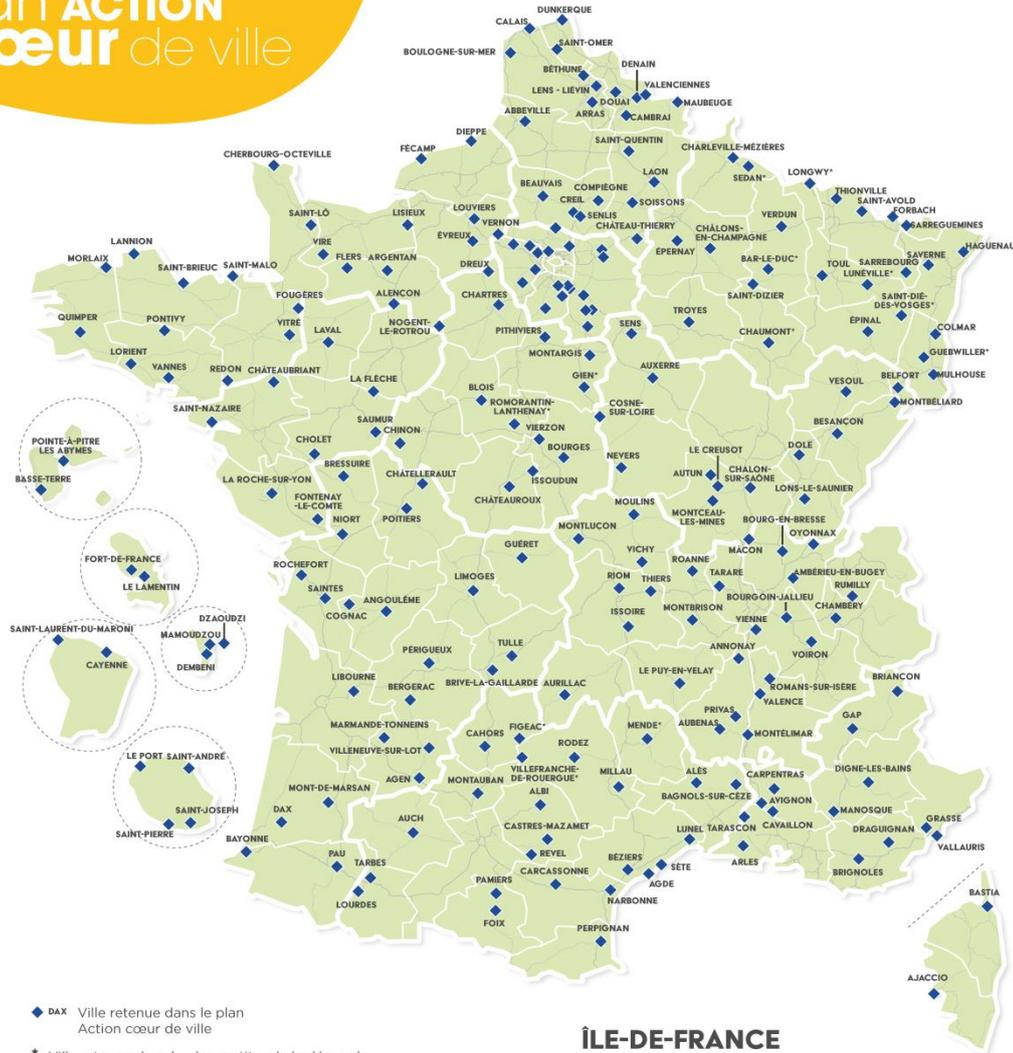 ACTION
cœur de ville
DUNKERQUE
CALAIS
SAINT-OMER
BOULOGNE-SUR-MER
DENAIN
BÉTHUNE
VALENCIENNES
LENS - LIÉVIN
DOUAI
MAUBEUGE
ARRAS
CAMBRAI
ABBEVILLE
DIEPPE
SAINT-QUENTIN
CHARLEVILLE-MÉZIÈRES
FÉCAMP
CHERBOURG-OCTEVILLE
SEDAN*
LAON
LONGWY*
BEAUVAIS
COMPIÈGNE
THIONVILLE
CREIL
SOISSONS
SAINT-AVOLD
SENLIS
FORBACH
SAINT-LÔ
LISIEUX
LOUVIERS
VERDUN
SARREGUEMINES
VERNON
CHÂTEAU-THIERRY
CHÂLONS-
EN-CHAMPAGNE
ÉVREUX
VIRE
LANNION
ÉPERNAY
HAGUENAU
SAVERNE
MORLAIX
FLERS
ARGENTAN
DREUX
BAR-LE-DUC*
TOUL
SARREBOURG
SAINT-BRIEUC
SAINT-MALO
LUNÉVILLE*
ALENÇON
CHARTRES
SAINT-DIZIER
SAINT-DIÉ-
DES-VOSGES*
FOUGÈRES
QUIMPER
PONTIVY
VITRÉ
LAVAL
NOGENT-
LE-ROTROU
PITHIVIERS
SENS
TROYES
CHAUMONT*
ÉPINAL
COLMAR
LORIENT
VANNES
REDON
CHÂTEAUBRIANT
MONTARGIS
GUEBWILLER*
LA FLÈCHE
GIEN*
AUXERRE
VESOUL
BELFORT
MULHOUSE
BLOIS
ROMORANTIN-
LANTHENAY*
COSNE-
SUR-LOIRE
MONTBÉLIARD
SAINT-NAZAIRE
SAUMUR
CHINON
VIERZON
BESANÇON
CHOLET
BOURGES
DOLE
POINTE-À-PITRE
LES ABYMES
BRESSUIRE
NEVERS
LE CREUSOT
BASSE-TERRE
LA ROCHE-SUR-YON
CHÂTELLERAULT
ISSOUDUN
AUTUN
CHALON-
SUR-SAÔNE
LONS-LE-SAUNIER
FONTENAY
-LE-COMTE
NIORT
POITIERS
CHÂTEAUROUX
MOULINS
MONTCEAU-
LES-MINES
BOURG-EN-BRESSE
MONTLUÇON
OYONNAX
MÂCON
FORT-DE-FRANCE
LE LAMENTIN
ROCHEFORT
GUÉRET
VICHY
ROANNE
TARARE
AMBÉRIEU-EN-BUGEY
RUMILLY
SAINTES
LIMOGES
RIOM
THIERS
BOURGOIN-JALLIEU
CHAMBÉRY
COGNAC
ANGOULÊME
ISSOIRE
MONTBRISON
VIENNE
DZAOUDZI
SAINT-LAURENT-DU-MARONI
MAMOUDZOU
CAYENNE
DEMBENI
PÉRIGUEUX
TULLE
ANNONAY
VOIRON
LIBOURNE
BERGERAC
BRIVE-LA-GAILLARDE
AURILLAC
LE PUY-EN-VELAY
ROMANS-SUR-ISÈRE
VALENCE
BRIANCON
PRIVAS
MARMANDE-TONNEINS
CAHORS
FIGEAC*
MENDE*
AUBENAS
MONTÉLIMAR
GAP
VILLENEUVE-SUR-LOT
RODEZ
LE PORT
SAINT-ANDRÉ
AGEN
MONTAUBAN
VILLEFRANCHE-
DE-ROUERGUE*
MILLAU
ALÈS
CARPENTRAS
DIGNE-LES-BAINS
MONT-DE-MARSAN
ALBI
BAGNOLS-SUR-CÈZE
AVIGNON
SAINT-JOSEPH
DAX
MANOSQUE
GRASSE
SAINT-PIERRE
AUCH
CASTRES-MAZAMET
LUNEL
TARASCON
CAVAILLON
DRAGUIGNAN
BAYONNE
VALLAURIS
PAU
TARBES
REVEL
BÉZIERS
SÈTE
ARLES
BRIGNOLES
CARCASSONNE
AGDE
PAMIERS
LOURDES
NARBONNE
BASTIA
FOIX
PERPIGNAN
AJACCIO
DAX Ville retenue dans le plan
Action cœur de ville
ÎLE-DE-FRANCE